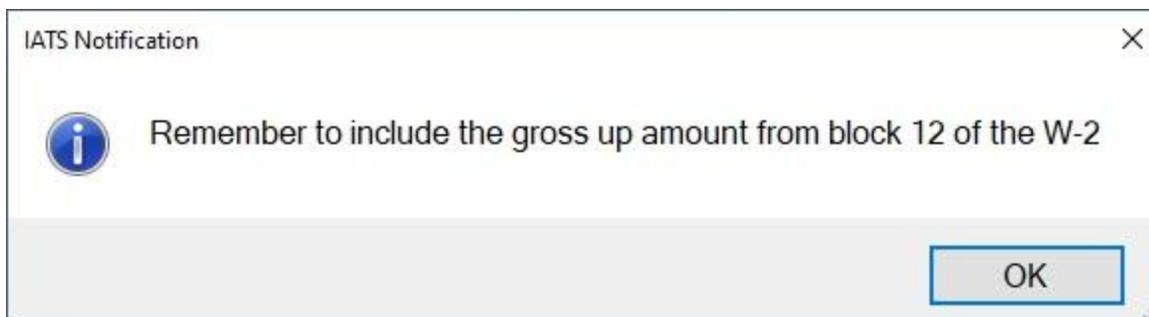 IATS Notification
Remember to include the gross up amount from block 12 of the W-2
OK